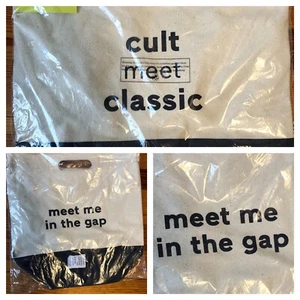 cult
meet
classic
meet me
in the gap
meet me
in the gap